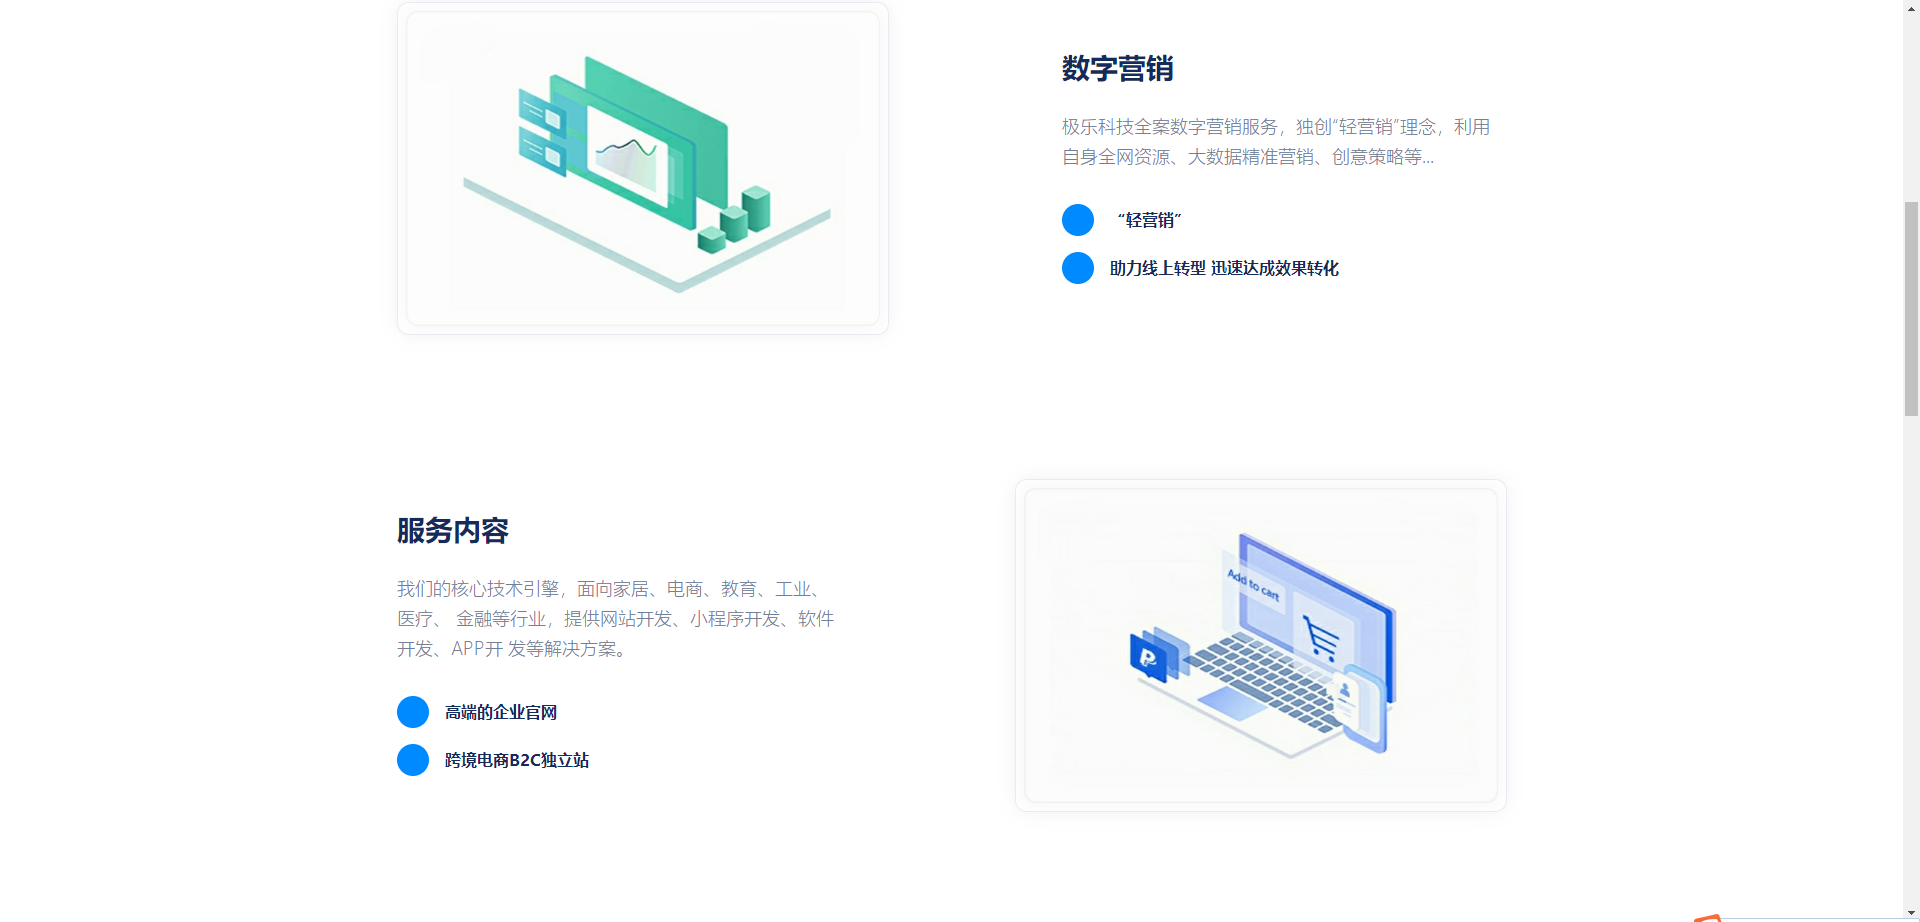 数字营销
极乐科技全案数字营销服务，独创“轻营销”理念，利用
自身全网资源、大数据精准营销、创意策略等...
“轻营销”
助力线上转型 迅速达成效果转化
服务内容
我们的核心技术引擎，面向家居、电商、教育、工业、
医疗、 金融等行业，提供网站开发、小程序开发、软件
开发、APP开 发等解决方案。
高端的企业官网
跨境电商B2C独立站
Add to cart